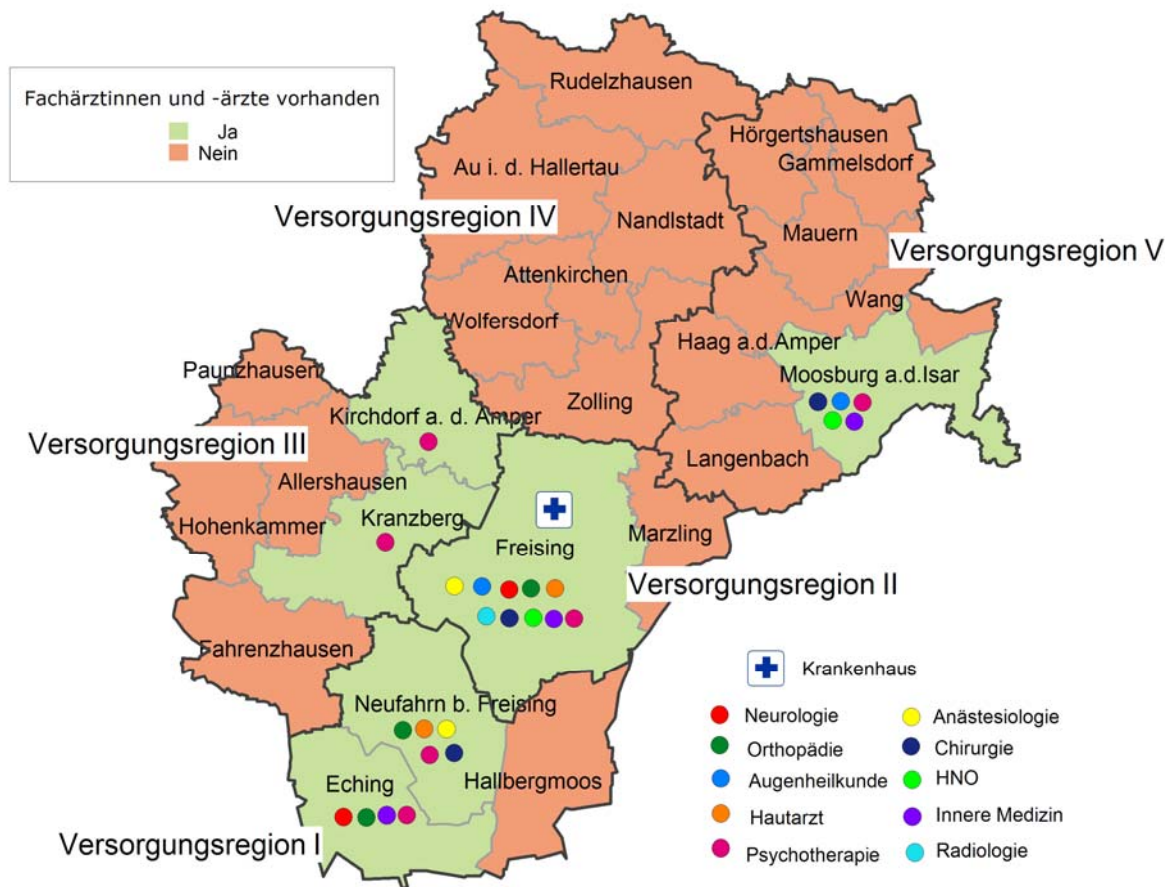 Fachärztinnen und -ärzte vorhanden
Ja
Nein
Rudelzhausen
Hörgertshausen
Gammelsdorf
Au i. d. Hallertau
Versorgungsregion IV
Nandlstadt
Mauern
Versorgungsregion V
Attenkirchen
Wang
Wolfersdorf
Haag a.d.Amper
Paunzhausen
Moosburg a.d.Isar
Zolling
Kirchdorf a. d. Amper
Versorgungsregion III
Langenbach
Allershausen
Kranzberg
Hohenkammer
Marzling
Freising
Versorgungsregion II
Fahrenzhausen
Neufahrn b. Freising
Hallbergmoos
Eching
Versorgungsregion I
Krankenhaus
Neurologie
Orthopädie
Augenheilkunde
Hautarzt
Psychotherapie
Anästesiologie
Chirurgie
HNO
Innere Medizin
Radiologie